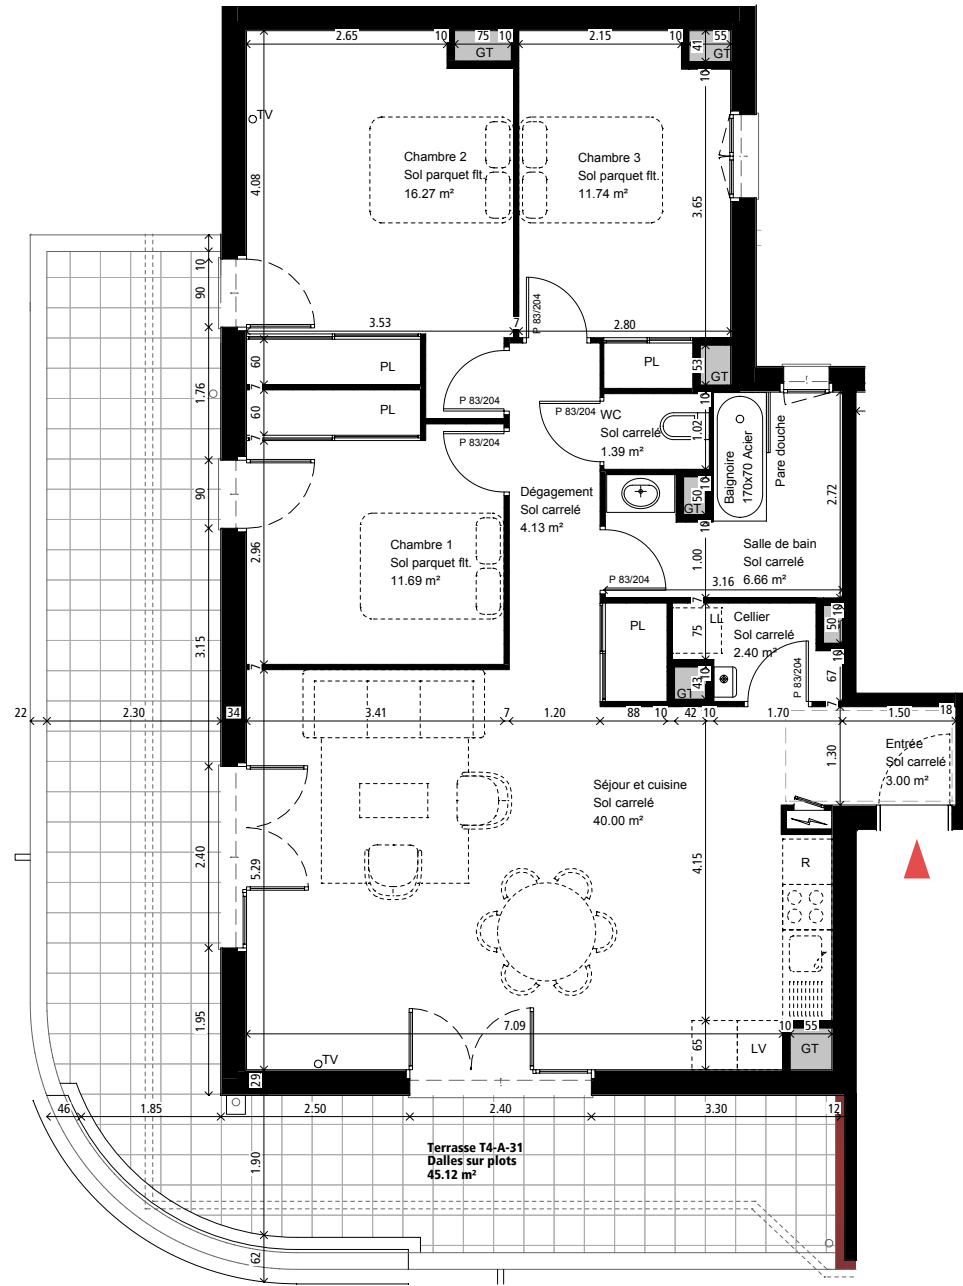 2.65
10
75
10
2.15
10
41
55
GT
GT
10
TV
Chambre 2
Sol parquet flt.
16.27 m²
Chambre 3
Sol parquet flt.
11.74 m²
4.08
3.65
10
90
P 83/204
3.53
7
2.80
60
PL
PL
53
GT
7
1.76
60
PL
P 83/204
P 83/204
7
P 83/204
10
WC
Sol carrelé
1.39 m²
1.02
Baignoire
170x70 Acier
Pare douche
2.72
90
Dégagement
Sol carrelé
4.13 m²
10
50
GT
10
2.96
Chambre 1
Sol parquet flt.
11.69 m²
1.00
Salle de bain
Sol carrelé
6.66 m²
P 83/204
3.16
7
3.15
PL
LL
75
Cellier
Sol carrelé
2.40 m²
10
50
10
7
10
43
GT
P 83/204
67
7
22
2.30
34
3.41
7
1.20
88
10
42
10
1.70
1.50
18
1.30
Entrée
Sol carrelé
3.00 m²
Séjour et cuisine
Sol carrelé
40.00 m²
2.40
5.29
4.15
R
1.95
7.09
10
55
TV
65
LV
GT
29
46
1.85
2.50
2.40
3.30
12
Terrasse T4-A-31
Dalles sur plots
45.12 m²
1.90
62